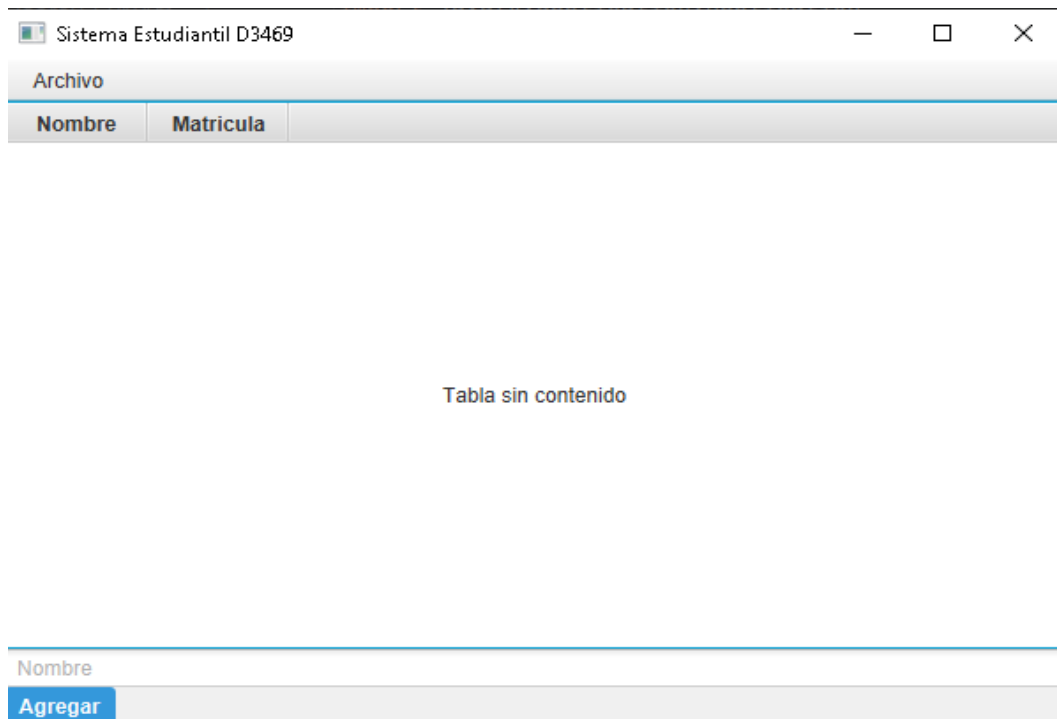 Sistema Estudiantil D3469
Archivo
Nombre Matricula
Tabla sin contenido
Nombre
Agregar